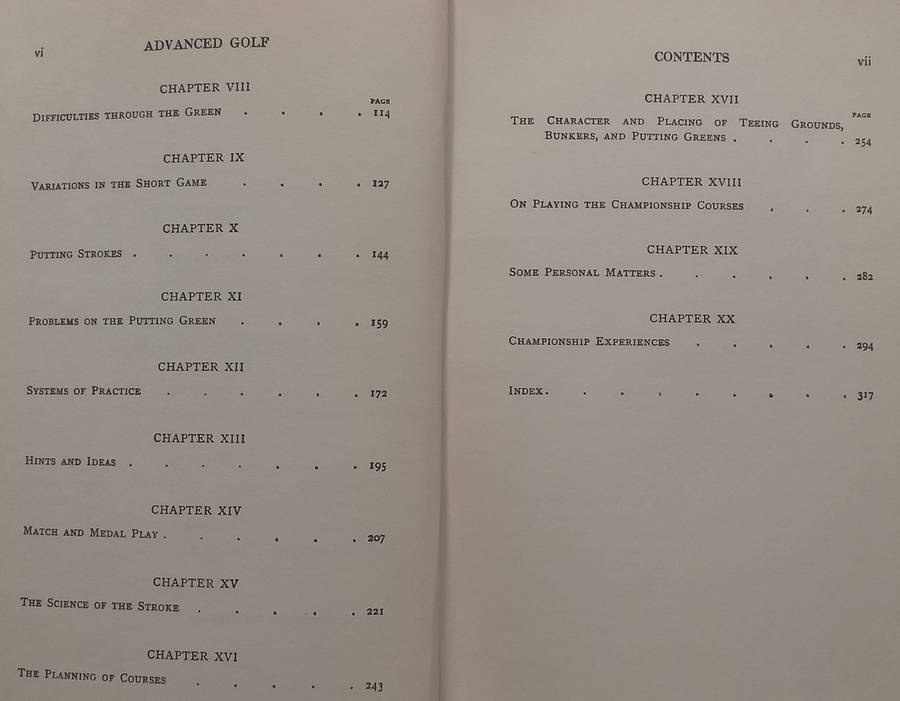 vi ADVANCED GOLF
CHAPTER VIII
PAGE
DIFFICULTIES THROUGH THE GREEN . . . . 114
CHAPTER IX
VARIATIONS IN THE SHORT GAME . . . . 127
CHAPTER X
PUTTING STROKES . . . . . . . 144
CHAPTER XI
PROBLEMS ON THE PUTTING GREEN . . . . 159
CHAPTER XII
SYSTEMS OF PRACTICE . . . . . . 172
CHAPTER XIII
HINTS AND IDEAS . . . . . . . 195
CHAPTER XIV
MATCH AND MEDAL PLAY . . . . . . 207
CHAPTER XV
THE SCIENCE OF THE STROKE . . . . . 221
CHAPTER XVI
THE PLANNING OF COURSES . . . . . 243
CONTENTS vii
CHAPTER XVII
PAGE
THE CHARACTER AND PLACING OF TEEING GROUNDS,
BUNKERS, AND PUTTING GREENS . . . . 254
CHAPTER XVIII
ON PLAYING THE CHAMPIONSHIP COURSES . . . 274
CHAPTER XIX
SOME PERSONAL MATTERS . . . . . . 282
CHAPTER XX
CHAMPIONSHIP EXPERIENCES . . . . . 294
INDEX . . . . . . . . . 317